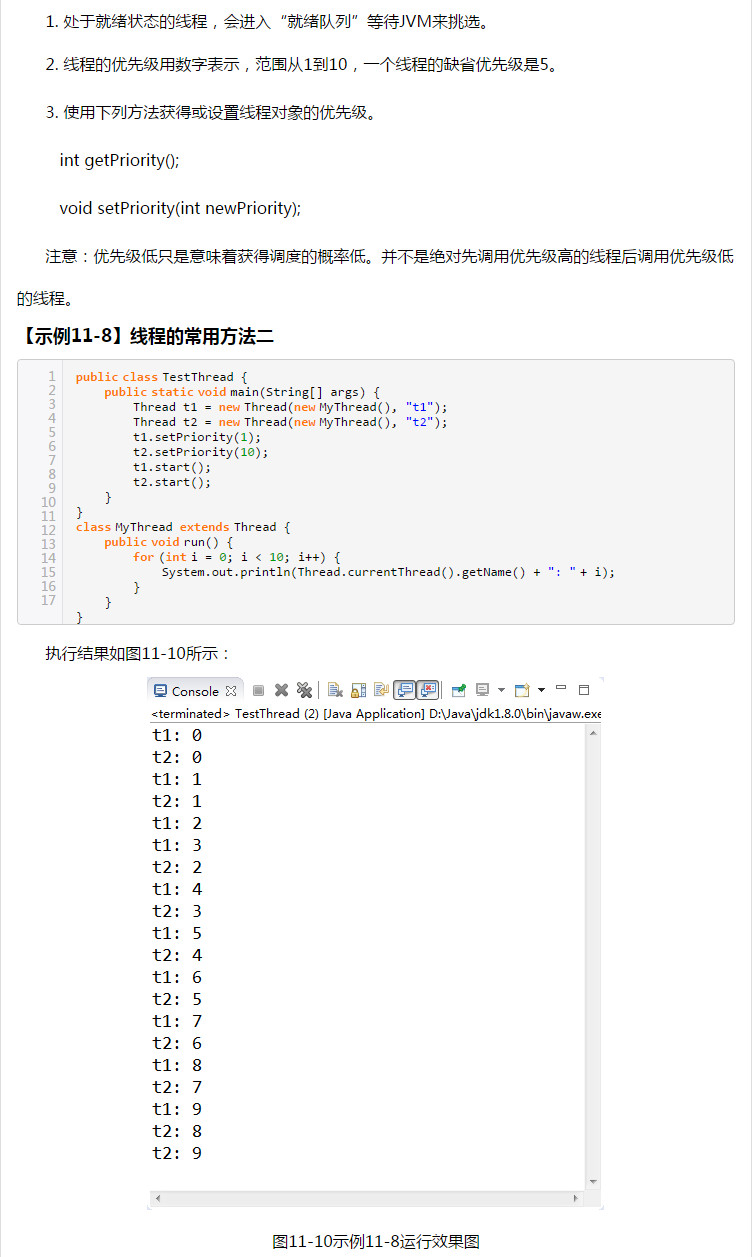 1. 处于就绪状态的线程，会进入“就绪队列”等待JVM来挑选。
2. 线程的优先级用数字表示，范围从1到10，一个线程的缺省优先级是5。
3. 使用下列方法获得或设置线程对象的优先级。
int getPriority();
void setPriority(int newPriority);
注意：优先级低只是意味着获得调度的概率低。并不是绝对先调用优先级高的线程后调用优先级低
的线程。
【示例11-8】线程的常用方法二
1 public class TestThread {
2 public static void main(String[] args) {
3 Thread t1 = new Thread(new MyThread(), "t1");
4 Thread t2 = new Thread(new MyThread(), "t2");
5 t1.setPriority(1);
6 t2.setPriority(10);
7 t1.start();
8 t2.start();
9 }
10 }
11 class MyThread extends Thread {
12 public void run() {
13 for (int i = 0; i < 10; i++) {
14 System.out.println(Thread.currentThread().getName() + ": " + i);
15 }
16 }
17 }
执行结果如图11-10所示：
Console
<terminated> TestThread (2) [Java Application] D:\Java\jdk1.8.0\bin\javaw.exe
t1: 0
t2: 0
t1: 1
t2: 1
t1: 2
t1: 3
t2: 2
t1: 4
t2: 3
t1: 5
t2: 4
t1: 6
t2: 5
t1: 7
t2: 6
t1: 8
t2: 7
t1: 9
t2: 8
t2: 9
图11-10示例11-8运行效果图